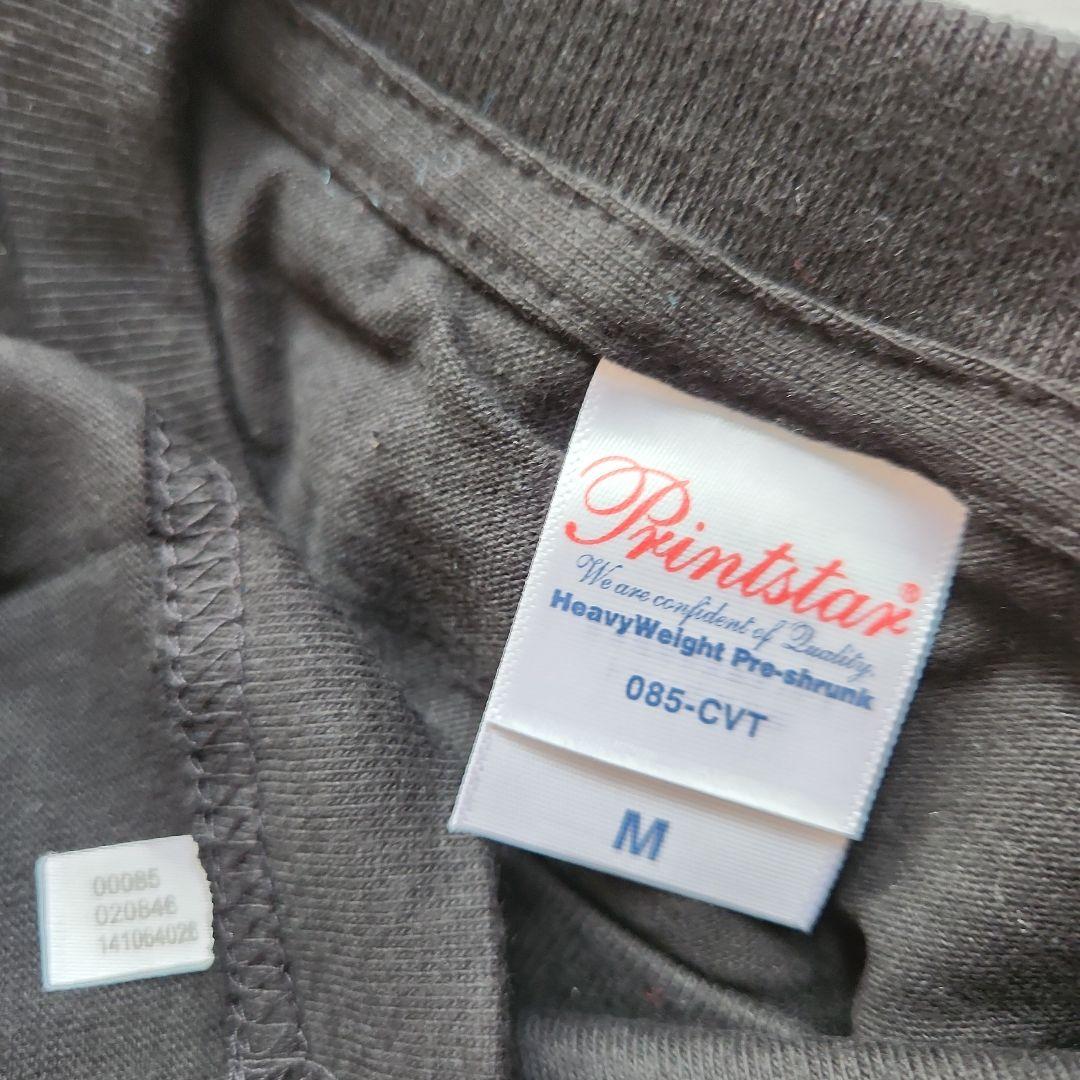 Printstar®
We are confident of Quality.
HeavyWeight Pre-shrunk
085-CVT
M
00085
020846
141064026